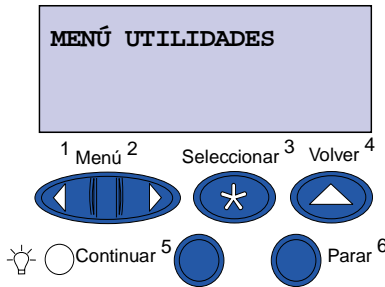 MENÚ UTILIDADES
1 Menú 2 Seleccionar 3 Volver 4
Continuar 5 Parar 6